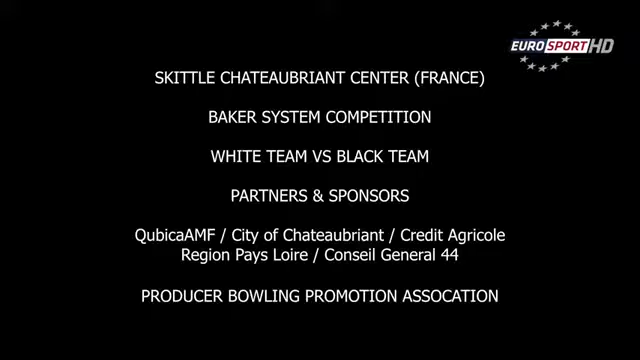 EUROSPORT HD
SKITTLE CHATEAUBRIANT CENTER (FRANCE)
BAKER SYSTEM COMPETITION
WHITE TEAM VS BLACK TEAM
PARTNERS & SPONSORS
QubicaAMF / City of Chateaubriant / Credit Agricole
Region Pays Loire / Conseil General 44
PRODUCER BOWLING PROMOTION ASSOCATION